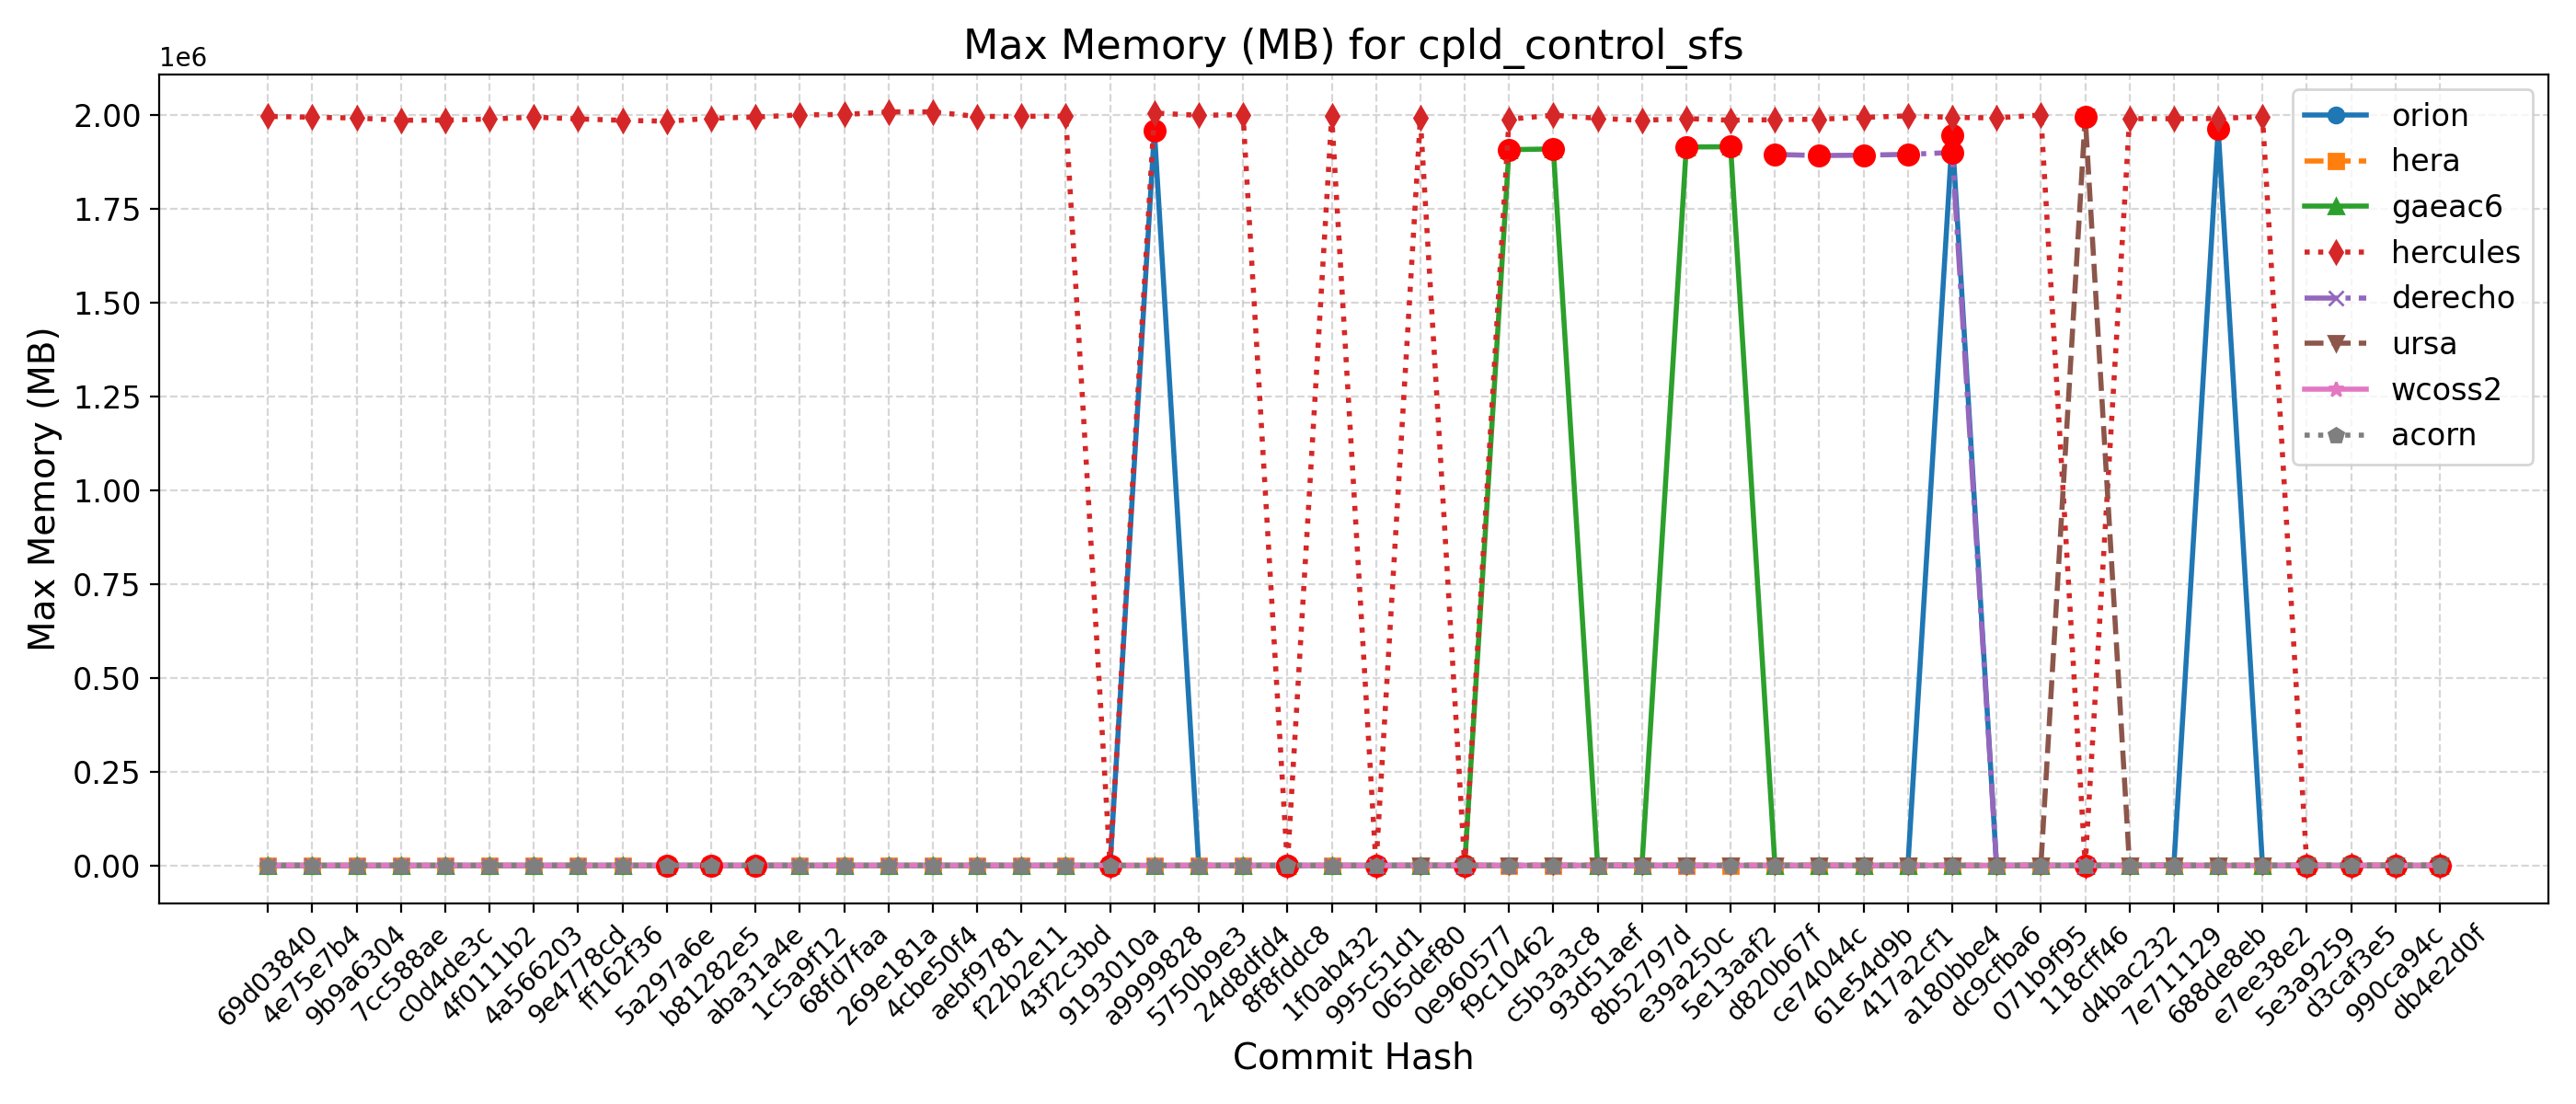 Max Memory (MB) for cpld_control_sfs
1e6
2.00
1.75
1.50
1.25
1.00
0.75
0.50
0.25
0.00
Max Memory (MB)
orion
hera
gaeac6
hercules
derecho
ursa
wcoss2
acorn
69d03840
4e75e7b4
9b9a6304
7cc588ae
c0d4de3c
4f0111b2
4a566203
9e4778cd
ff162f36
5a297a6e
b81282e5
aba31a4e
1c5a9f12
68fd7faa
269e181a
4cbe50f4
aebf9781
f22b2e11
43f2c3bd
9193010a
a9999828
5750b9e3
24d8dfd4
8f8fddc8
1f0ab432
995c51d1
065def80
0e960577
f9c10462
c5b3a3c8
93d51aef
8b52797d
e39a250c
5e13aaf2
d820b67f
ce74044c
61e54d9b
417a2cf1
a180bbe4
dc9cfba6
071b9f95
118cff46
d4bac232
7e711129
688de8eb
e7ee38e2
5e3a9259
d3caf3e5
990ca94c
db4e2d0f
Commit Hash